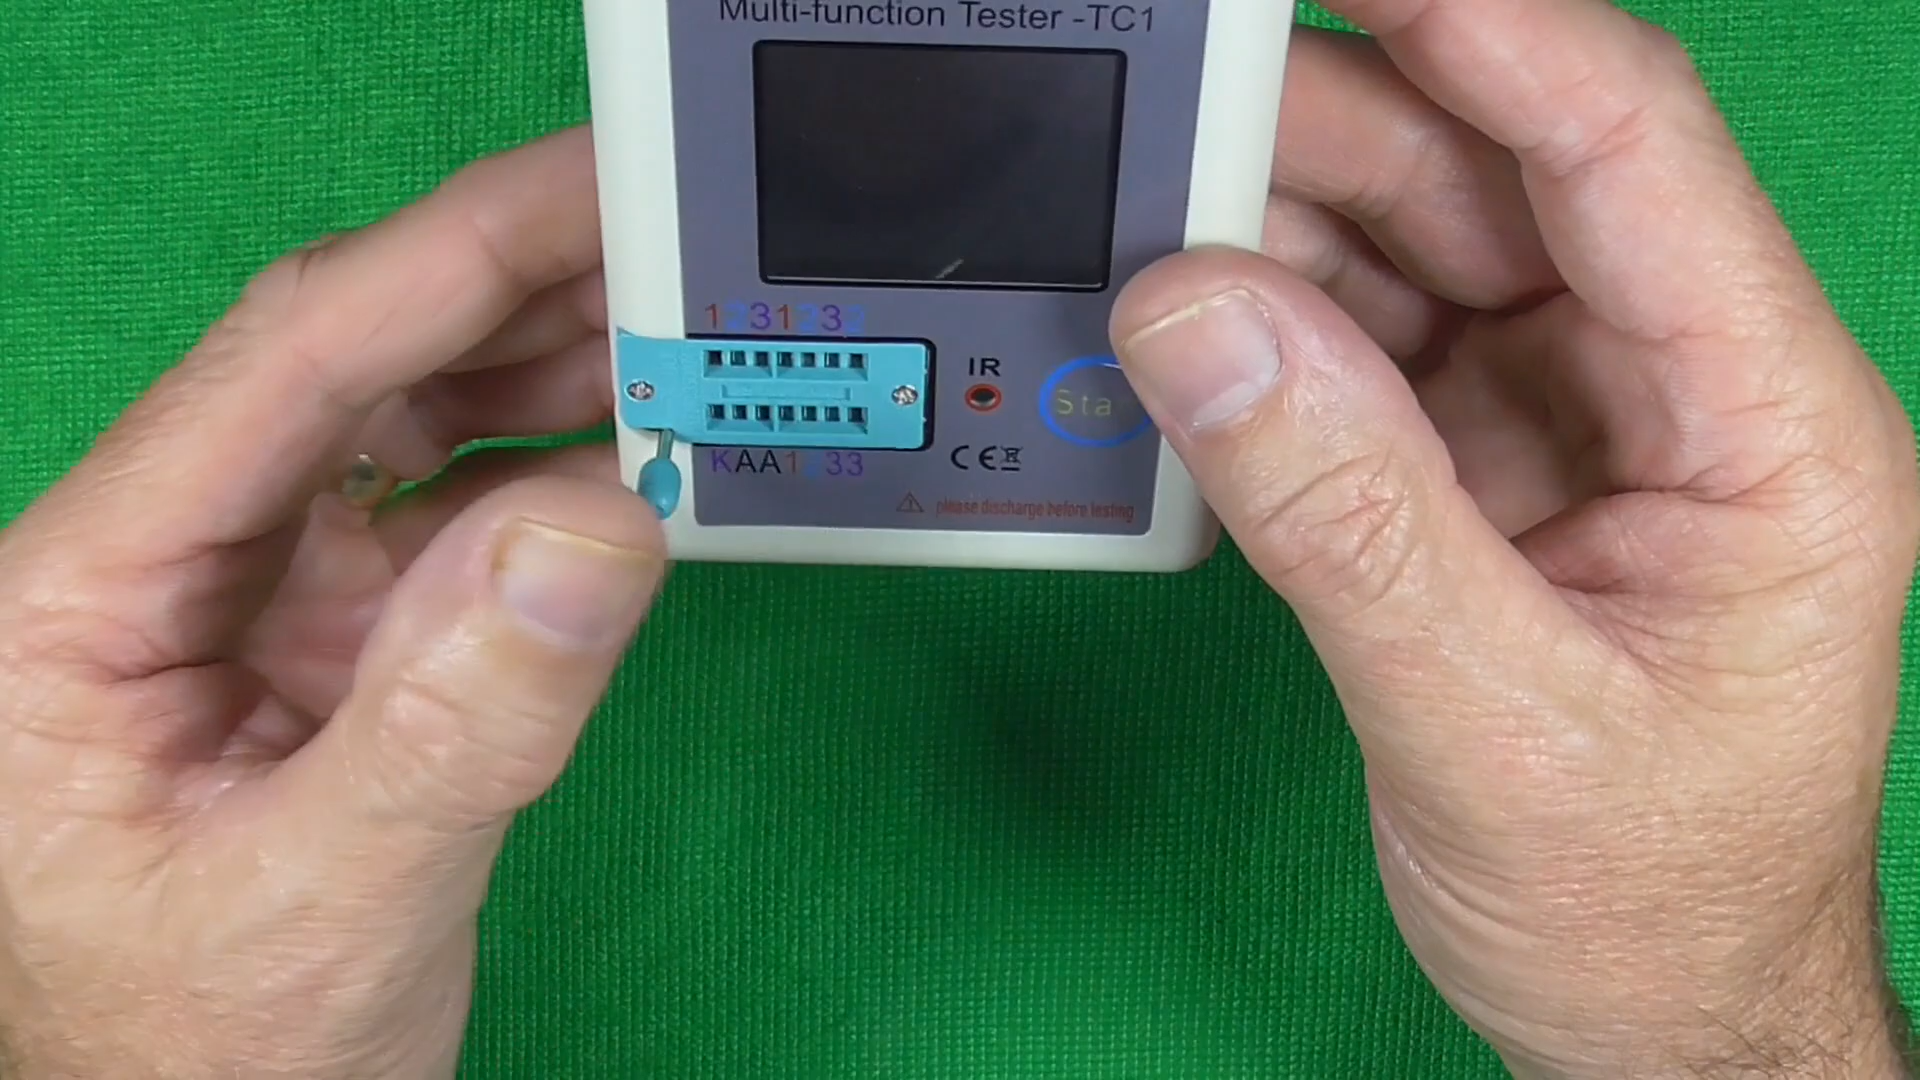 Multi-function Tester -TC1
1231232
IR
Sta
KAA1233
CE
please discharge before testing